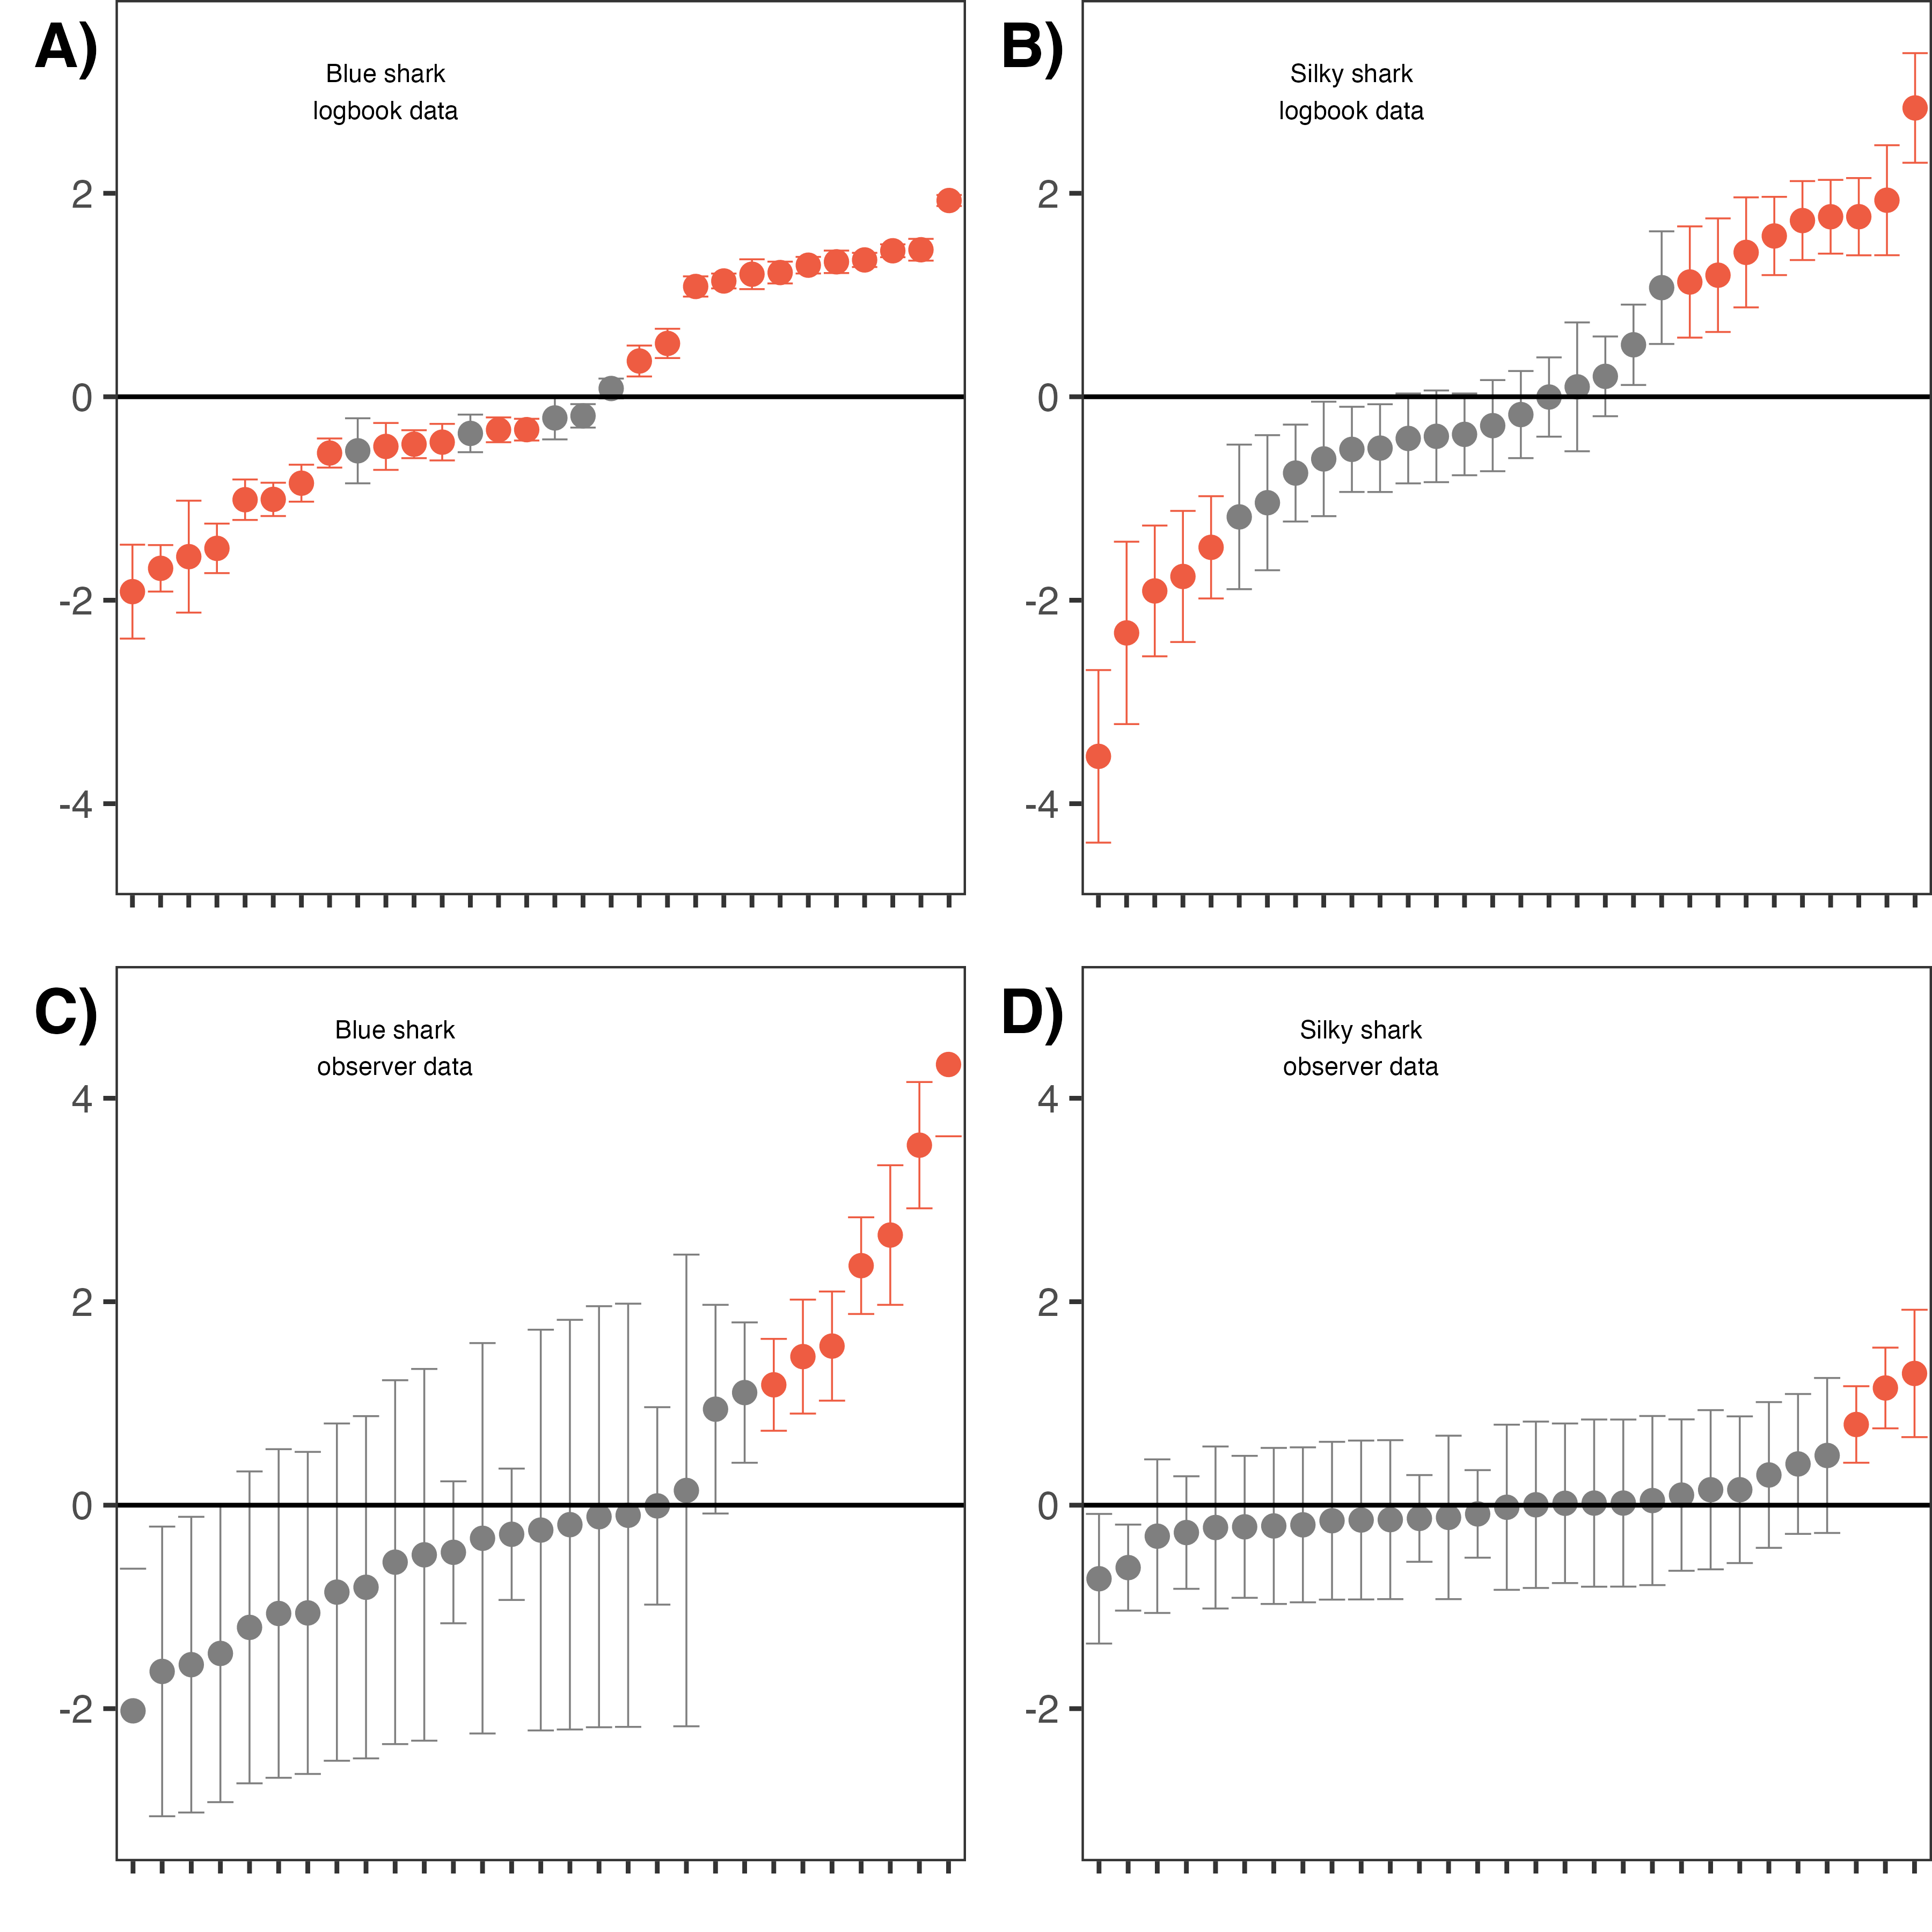 A)
Blue shark
logbook data
2
0
-2
-4
B)
Silky shark
logbook data
2
0
-2
-4
C)
Blue shark
observer data
4
2
0
-2
D)
Silky shark
observer data
4
2
0
-2